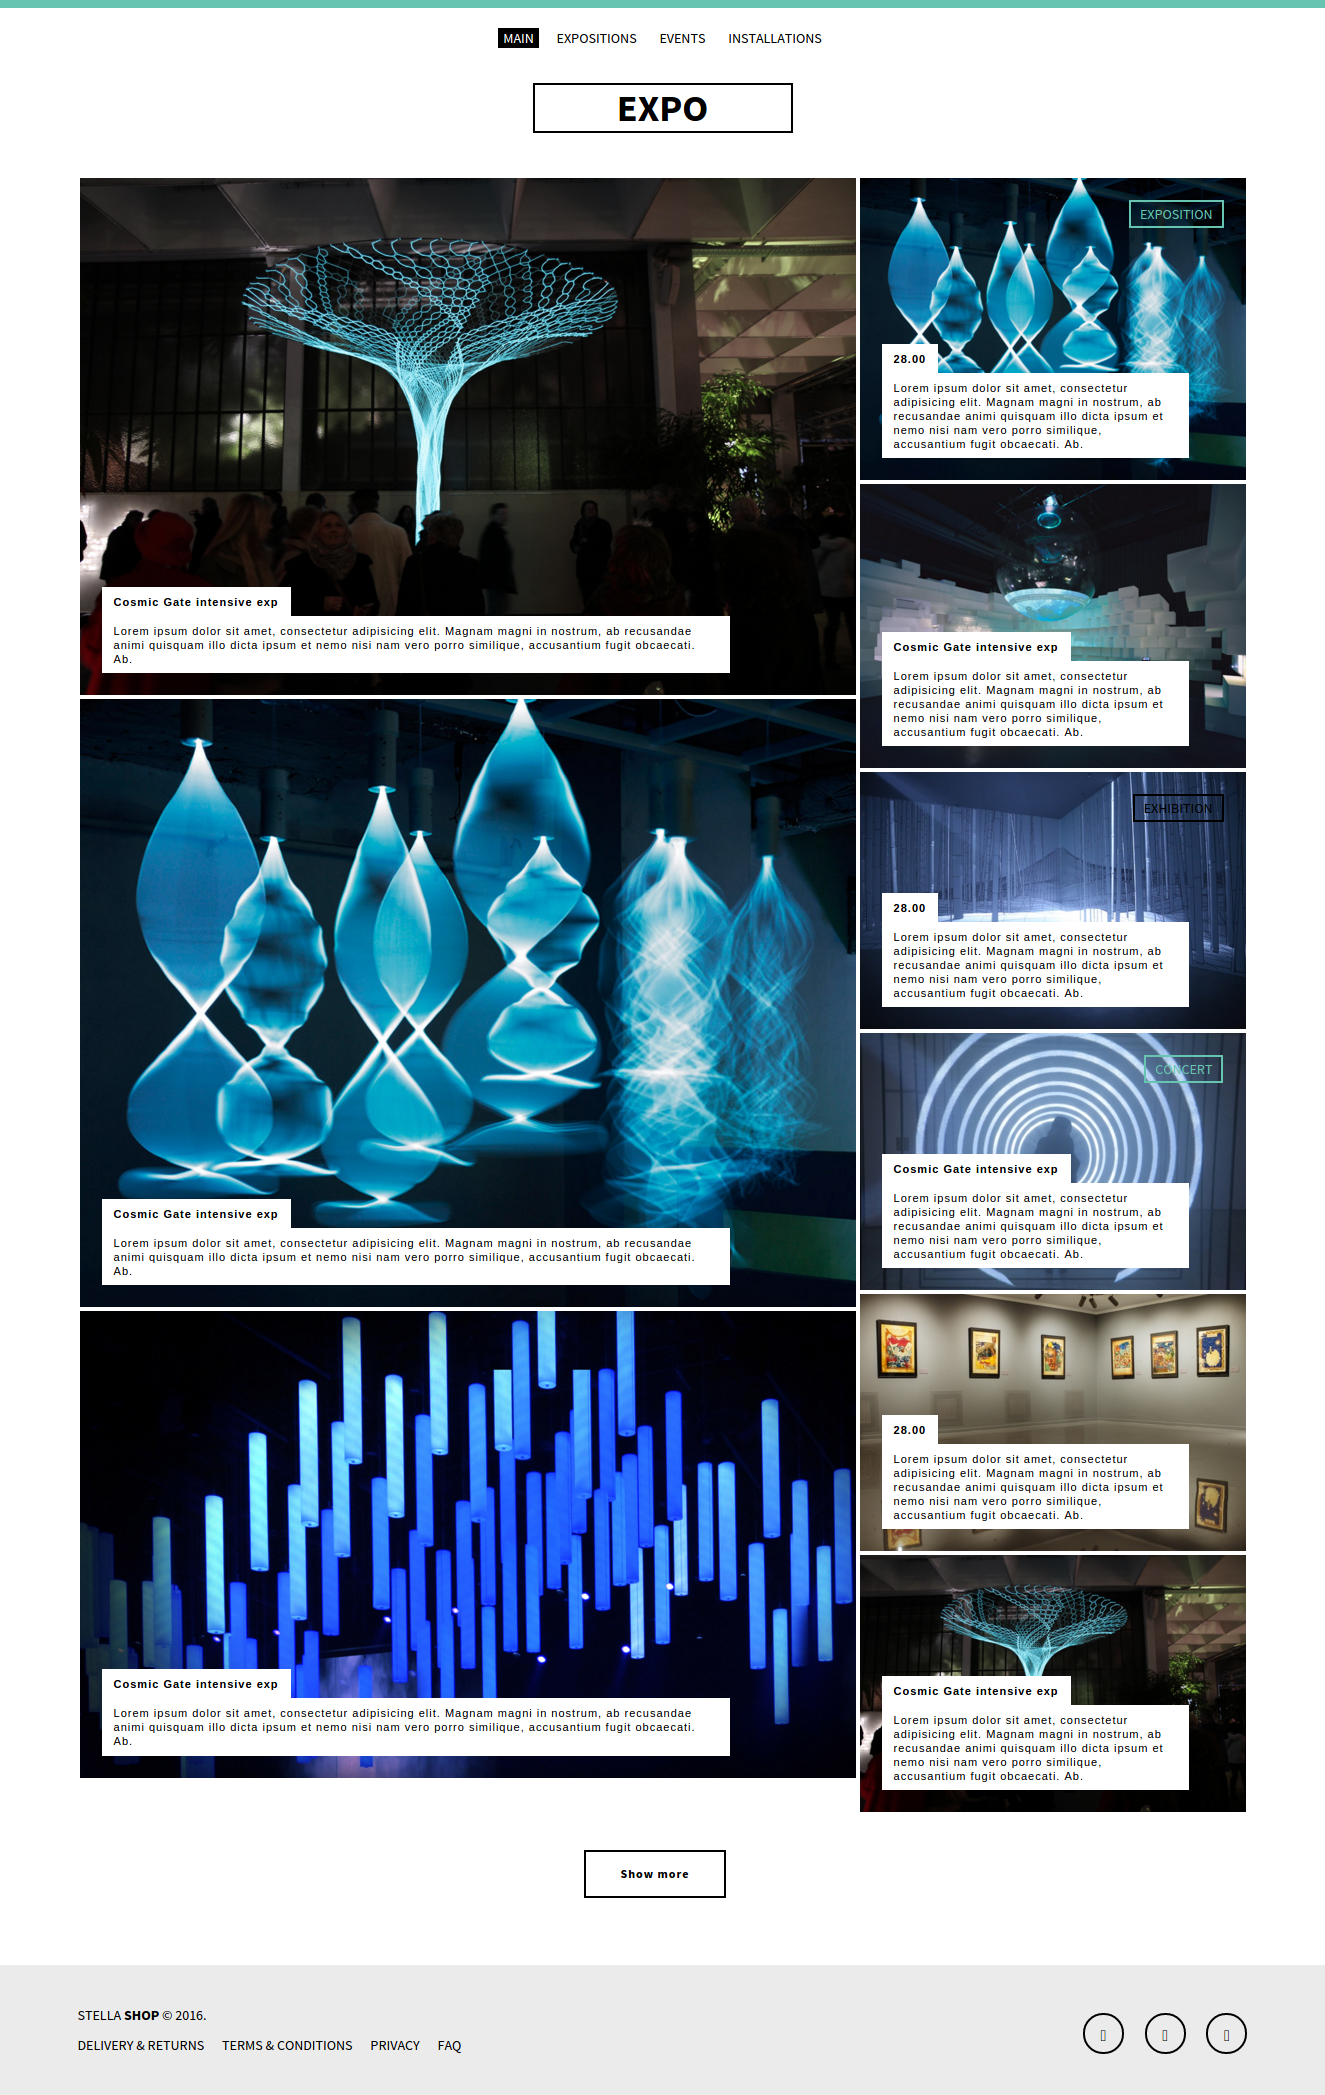 MAIN EXPOSITIONS EVENTS INSTALLATIONS
EXPO
Cosmic Gate intensive exp
Lorem ipsum dolor sit amet, consectetur adipisicing elit. Magnam magni in nostrum, ab recusandae
animi quisquam illo dicta ipsum et nemo nisi nam vero porro similique, accusantium fugit obcaecati.
Ab.
Cosmic Gate intensive exp
Lorem ipsum dolor sit amet, consectetur adipisicing elit. Magnam magni in nostrum, ab recusandae
animi quisquam illo dicta ipsum et nemo nisi nam vero porro similique, accusantium fugit obcaecati.
Ab.
Cosmic Gate intensive exp
Lorem ipsum dolor sit amet, consectetur adipisicing elit. Magnam magni in nostrum, ab recusandae
animi quisquam illo dicta ipsum et nemo nisi nam vero porro similique, accusantium fugit obcaecati.
Ab.
EXPOSITION
28.00
Lorem ipsum dolor sit amet, consectetur
adipisicing elit. Magnam magni in nostrum, ab
recusandae animi quisquam illo dicta ipsum et
nemo nisi nam vero porro similique,
accusantium fugit obcaecati. Ab.
Cosmic Gate intensive exp
Lorem ipsum dolor sit amet, consectetur
adipisicing elit. Magnam magni in nostrum, ab
recusandae animi quisquam illo dicta ipsum et
nemo nisi nam vero porro similique,
accusantium fugit obcaecati. Ab.
EXHIBITION
28.00
Lorem ipsum dolor sit amet, consectetur
adipisicing elit. Magnam magni in nostrum, ab
recusandae animi quisquam illo dicta ipsum et
nemo nisi nam vero porro similique,
accusantium fugit obcaecati. Ab.
CONCERT
Cosmic Gate intensive exp
Lorem ipsum dolor sit amet, consectetur
adipisicing elit. Magnam magni in nostrum, ab
recusandae animi quisquam illo dicta ipsum et
nemo nisi nam vero porro similique,
accusantium fugit obcaecati. Ab.
28.00
Lorem ipsum dolor sit amet, consectetur
adipisicing elit. Magnam magni in nostrum, ab
recusandae animi quisquam illo dicta ipsum et
nemo nisi nam vero porro similique,
accusantium fugit obcaecati. Ab.
Cosmic Gate intensive exp
Lorem ipsum dolor sit amet, consectetur
adipisicing elit. Magnam magni in nostrum, ab
recusandae animi quisquam illo dicta ipsum et
nemo nisi nam vero porro similique,
accusantium fugit obcaecati. Ab.
Show more
STELLA SHOP © 2016.
DELIVERY & RETURNS TERMS & CONDITIONS PRIVACY FAQ